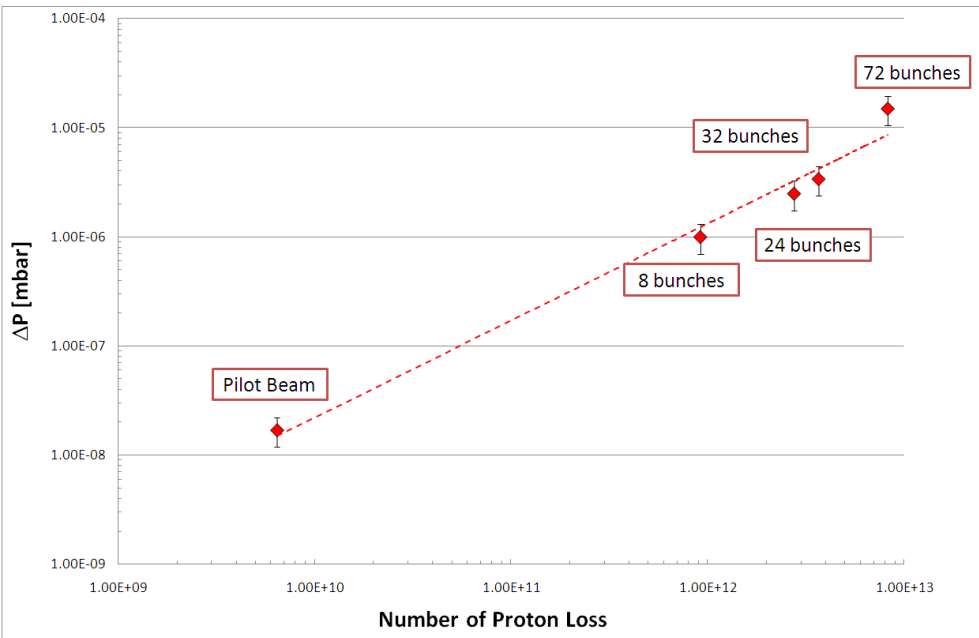 1.00E-04
72 bunches
1.00E-05
32 bunches
1.00E-06
24 bunches
8 bunches
ΔP [mbar]
1.00E-07
Pilot Beam
1.00E-08
1.00E-09
1.00E+09 1.00E+10 1.00E+11 1.00E+12 1.00E+13
Number of Proton Loss